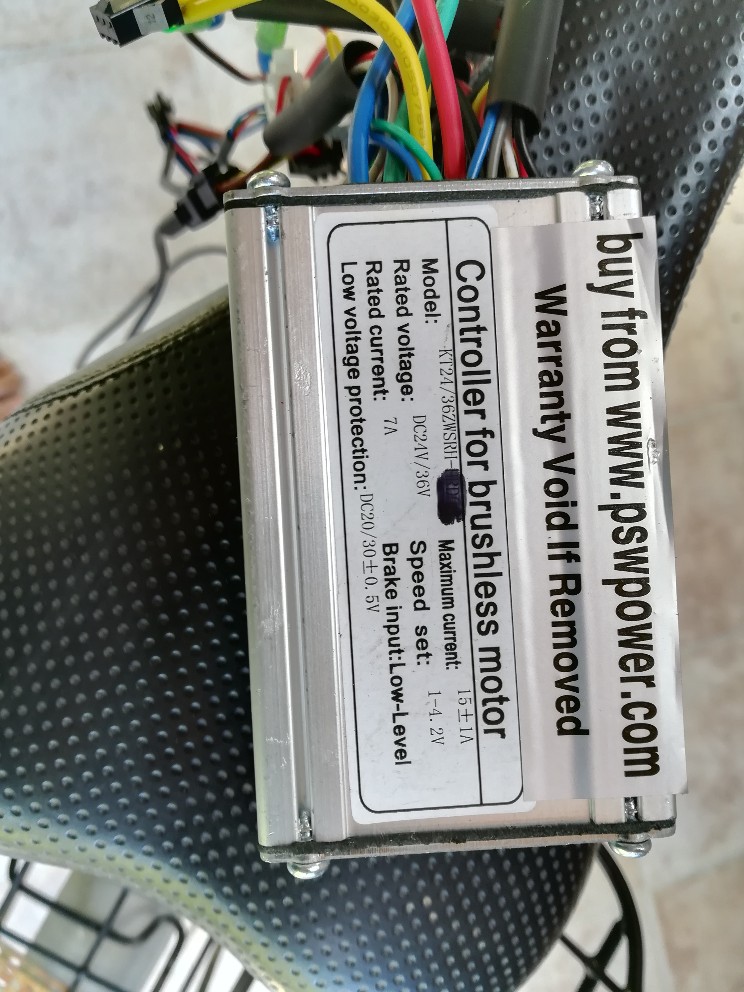 buy from www.pswpower.com
Warranty Void If Removed
Controller for brushless motor
Model: KT24/36ZWSRH-
Maximum current: 15±1A
Rated voltage: DC24V/36V
Speed set: 1-4.2V
Rated current: 7A
Brake input:Low-Level
Low voltage protection: DC20/30±0.5V